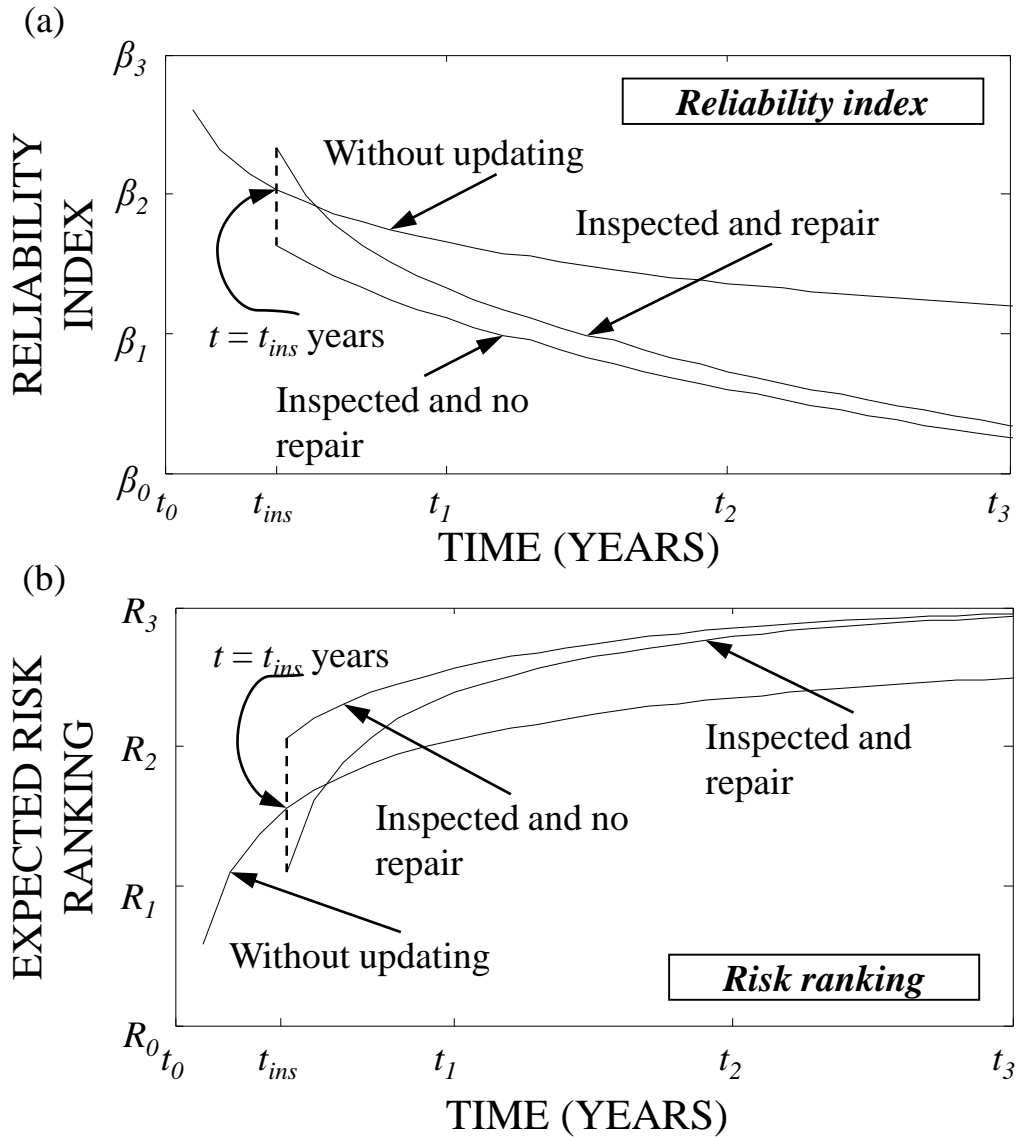 (a)
RELIABILITY
INDEX
β3
β2
β1
β0
Reliability index
Without updating
Inspected and repair
t = tins years
Inspected and no
repair
t0 tins t1 t2 t3
TIME (YEARS)
(b)
EXPECTED RISK
RANKING
R3
R2
R1
R0
t = tins years
Inspected and
repair
Inspected and no
repair
Without updating
Risk ranking
t0 tins t1 t2 t3
TIME (YEARS)